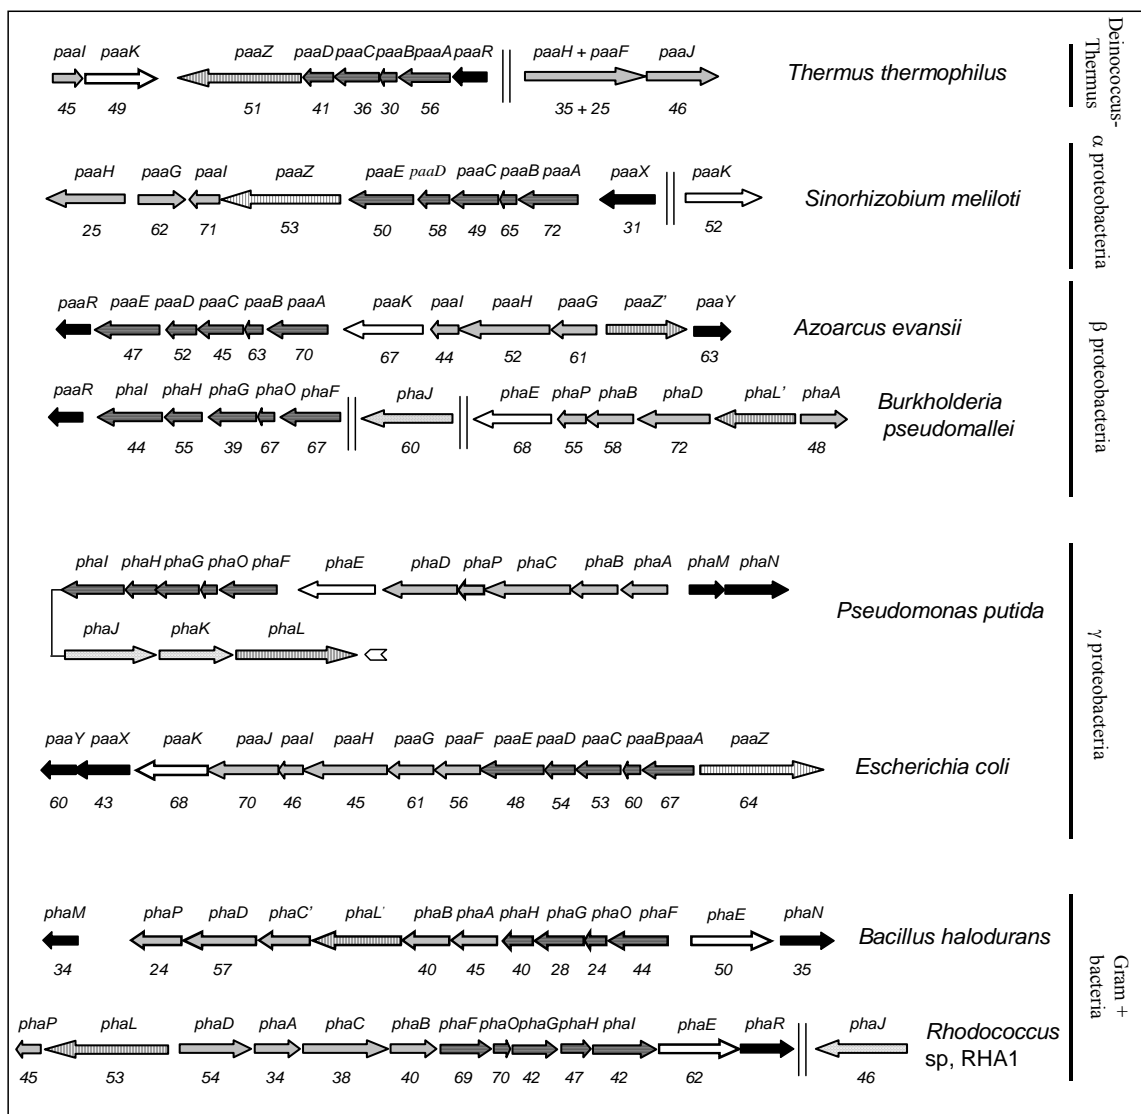 paaI paaK paaZ paaD paaC paaB paaA paaR paaH + paaF paaJ
Thermus thermophilus
45 49 51 41 36 30 56 35 + 25 46
Deinococcus-
Thermus
paaH paaG paaI paaZ paaE paaD paaC paaB paaA paaX paaK
Sinorhizobium meliloti
25 62 71 53 50 58 49 65 72 31 52
α proteobacteria
paaR paaE paaD paaC paaB paaA paaK paaI paaH paaG paaZ’ paaY
Azoarcus evansii
47 52 45 63 70 67 44 52 61 63
paaR phaI phaH phaG phaO phaF phaJ phaE phaP phaB phaD phaL’ phaA
Burkholderia
pseudomallei
44 55 39 67 67 60 68 55 58 72 48
β proteobacteria
phaI phaH phaG phaO phaF phaE phaD phaP phaC phaB phaA phaM phaN
Pseudomonas putida
phaJ phaK phaL
paaY paaX paaK paaJ paaI paaH paaG paaF paaE paaD paaC paaB paaA paaZ
Escherichia coli
60 43 68 70 46 45 61 56 48 54 53 60 67 64
γ proteobacteria
phaM phaP phaD phaC’ phaL’ phaB phaA phaH phaG phaO phaF phaE phaN
Bacillus halodurans
34 24 57 40 45 40 28 24 44 50 35
phaP phaL phaD phaA phaC phaB phaF phaO phaG phaH phaI phaE phaR phaJ
Rhodococcus
sp, RHA1
45 53 54 34 38 40 69 70 42 47 42 62 46
Gram +
bacteria